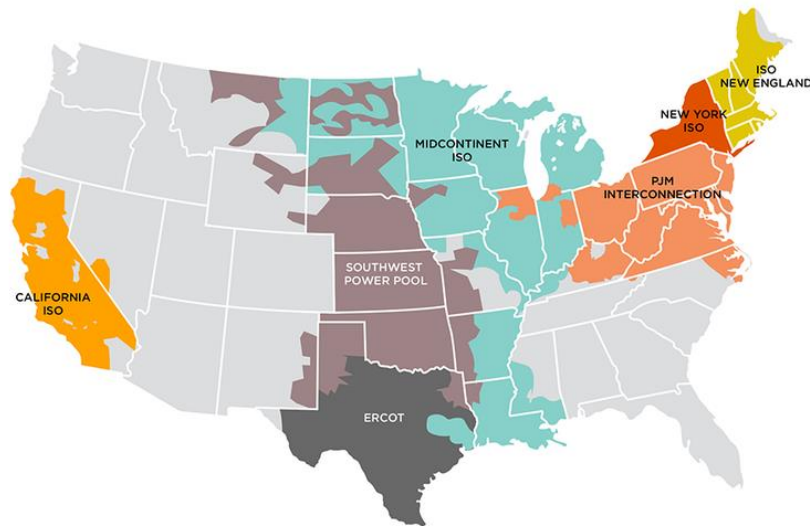 ISO
NEW ENGLAND
NEW YORK
ISO
MIDCONTINENT
ISO
PJM
INTERCONNECTION
SOUTHWEST
POWER POOL
CALIFORNIA
ISO
ERCOT